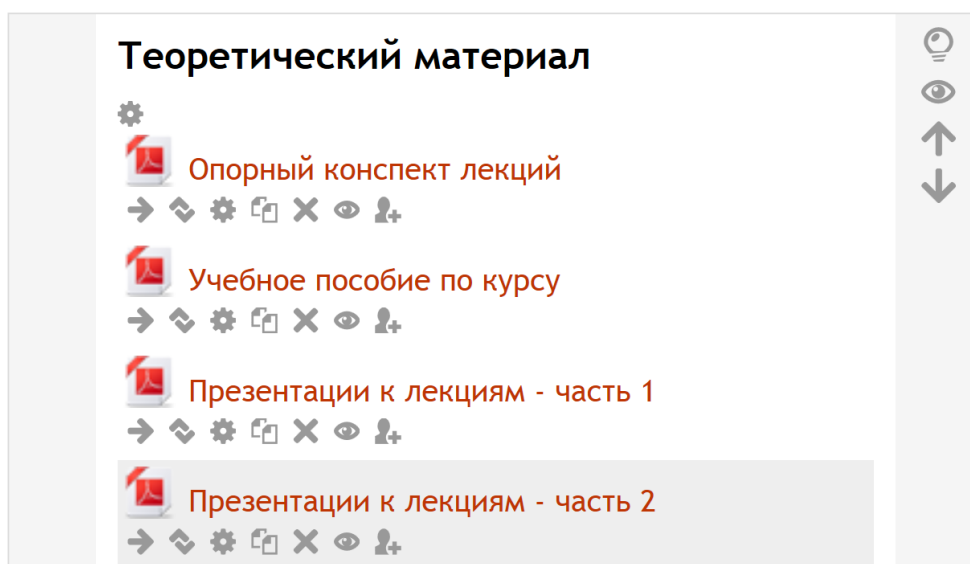 Теоретический материал
Опорный конспект лекций
Учебное пособие по курсу
Презентации к лекциям - часть 1
Презентации к лекциям - часть 2